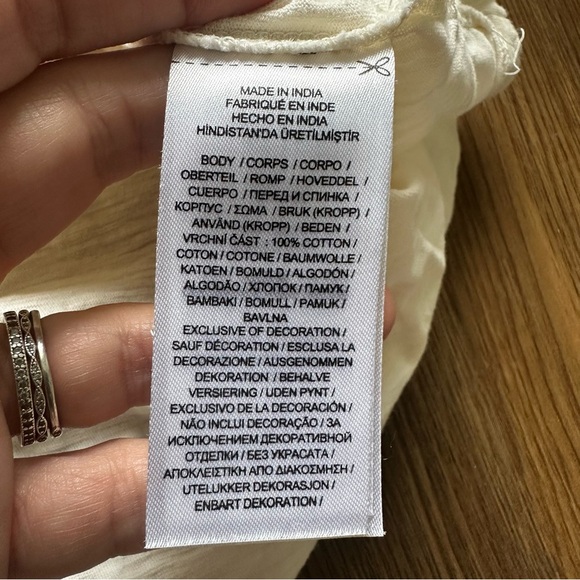 MADE IN INDIA
FABRIQUÉ EN INDE
HECHO EN INDIA
HİNDİSTAN'DA ÜRETİLMİŞTİR
BODY / CORPS / CORPO /
OBERTEIL / ROMP / HOVEDDEL /
CUERPO / ПЕРЕД И СПИНКА /
КОРПУС / ΣΩΜΑ / BRUK (KROPP) /
ANVÄND (KROPP) / BEDEN /
VRCHNÍ ČÁST : 100% COTTON /
COTON / COTONE / BAUMWOLLE /
KATOEN / BOMULD / ALGODÓN /
ALGODÃO / ХЛОПОК / ПАМУК /
BAMBAKI / BOMULL / PAMUK /
BAVLNA
EXCLUSIVE OF DECORATION /
SAUF DÉCORATION / ESCLUSA LA
DECORAZIONE / AUSGENOMMEN
DEKORATION / BEHALVE
VERSIERING / UDEN PYNT /
EXCLUSIVO DE LA DECORACIÓN /
NÃO INCLUI DECORAÇÃO / ЗА
ИСКЛЮЧЕНИЕМ ДЕКОРАТИВНОЙ
ОТДЕЛКИ / БЕЗ УКРАСАТА /
ΑΠΟΚΛΕΙΣΤΙΚΗ ΑΠΟ ΔΙΑΚΟΣΜΗΣΗ /
UTELUKKER DEKORASJON /
ENBART DEKORATION /